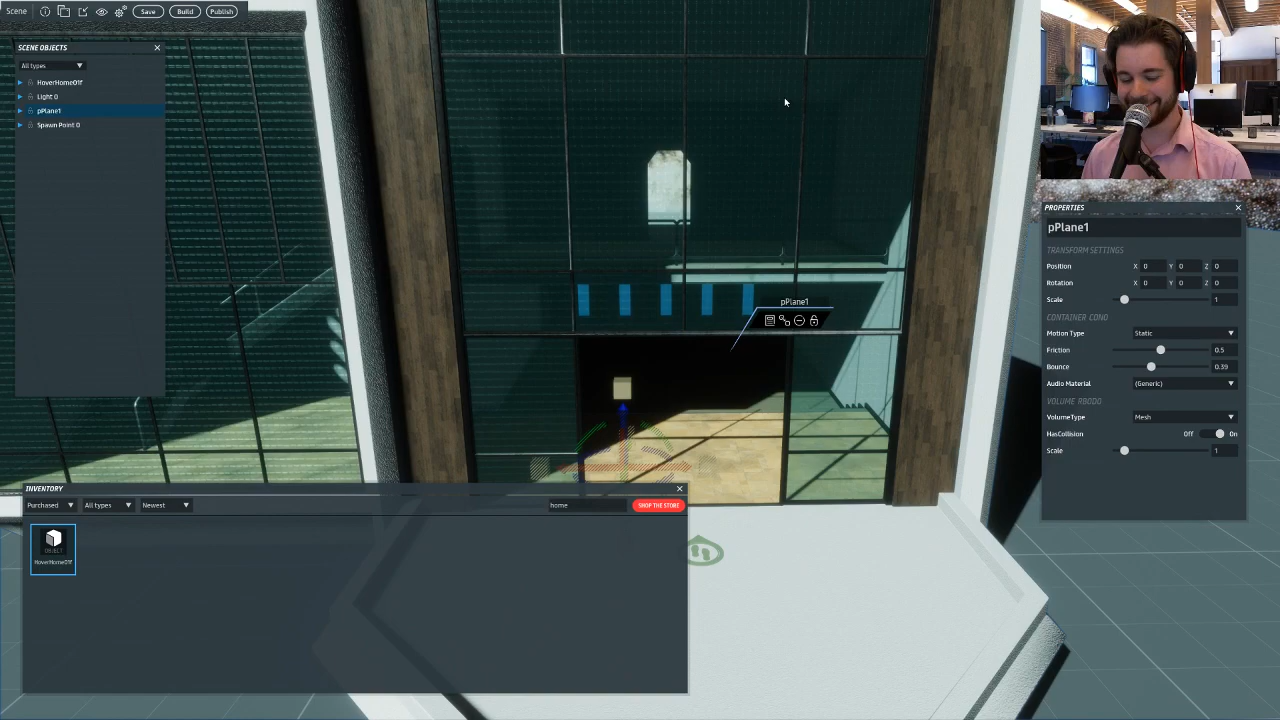 Scene Save Build Publish
SCENE OBJECTS
All types
HoverHome01f
Light 0
pPlane1
Spawn Point 0
pPlane1
PROPERTIES
pPlane1
TRANSFORM SETTINGS
Position X 0 Y 0 Z 0
Rotation X 0 Y 0 Z 0
Scale 1
CONTAINER COND
Motion Type Static
Friction 0.5
Bounce 0.39
Audio Material (Generic)
VOLUME RBODO
VolumeType Mesh
HasCollision Off On
Scale 1
INVENTORY
Purchased All types Newest home SHOP THE STORE
OBJECT
HoverHome01f